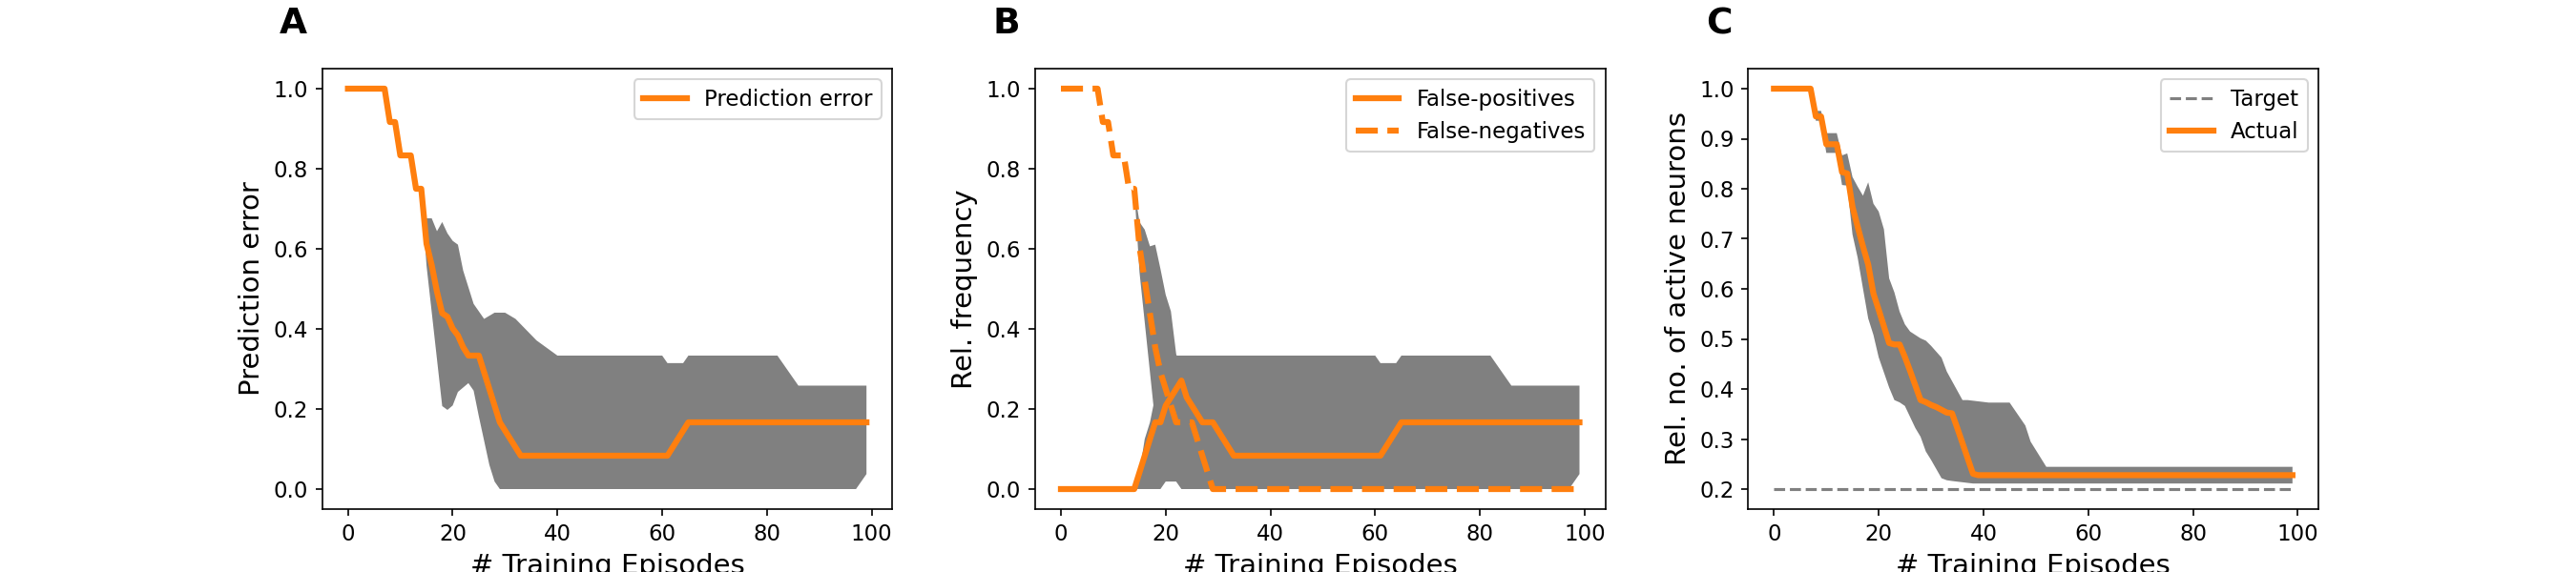 A
Prediction error
1.0
0.8
0.6
0.4
0.2
0.0
Prediction error
0 20 40 60 80 100
# Training Episodes
B
False-positives
False-negatives
1.0
0.8
0.6
0.4
0.2
0.0
Rel. frequency
0 20 40 60 80 100
# Training Episodes
C
Target
Actual
1.0
0.9
0.8
0.7
0.6
0.5
0.4
0.3
0.2
Rel. no. of active neurons
0 20 40 60 80 100
# Training Episodes